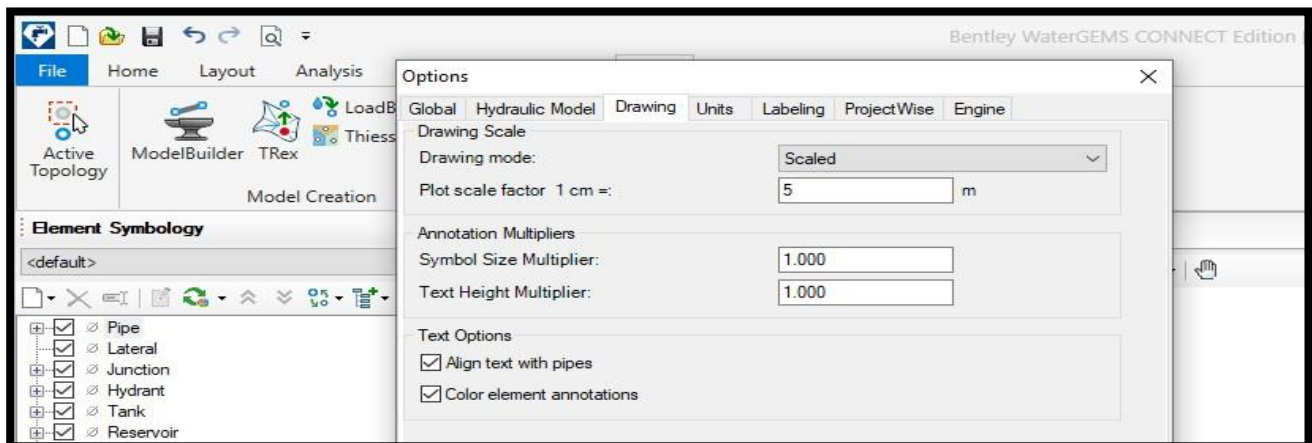 Bentley WaterGEMS CONNECT Edition
File Home Layout Analysis
Active
Topology
ModelBuilder
TRex
LoadB
Thiess
Model Creation
Element Symbology
<default>
Pipe
Lateral
Junction
Hydrant
Tank
Reservoir
Options
Global Hydraulic Model Drawing Units Labeling ProjectWise Engine
Drawing Scale
Drawing mode: Scaled
Plot scale factor 1 cm =: 5 m
Annotation Multipliers
Symbol Size Multiplier: 1.000
Text Height Multiplier: 1.000
Text Options
Align text with pipes
Color element annotations